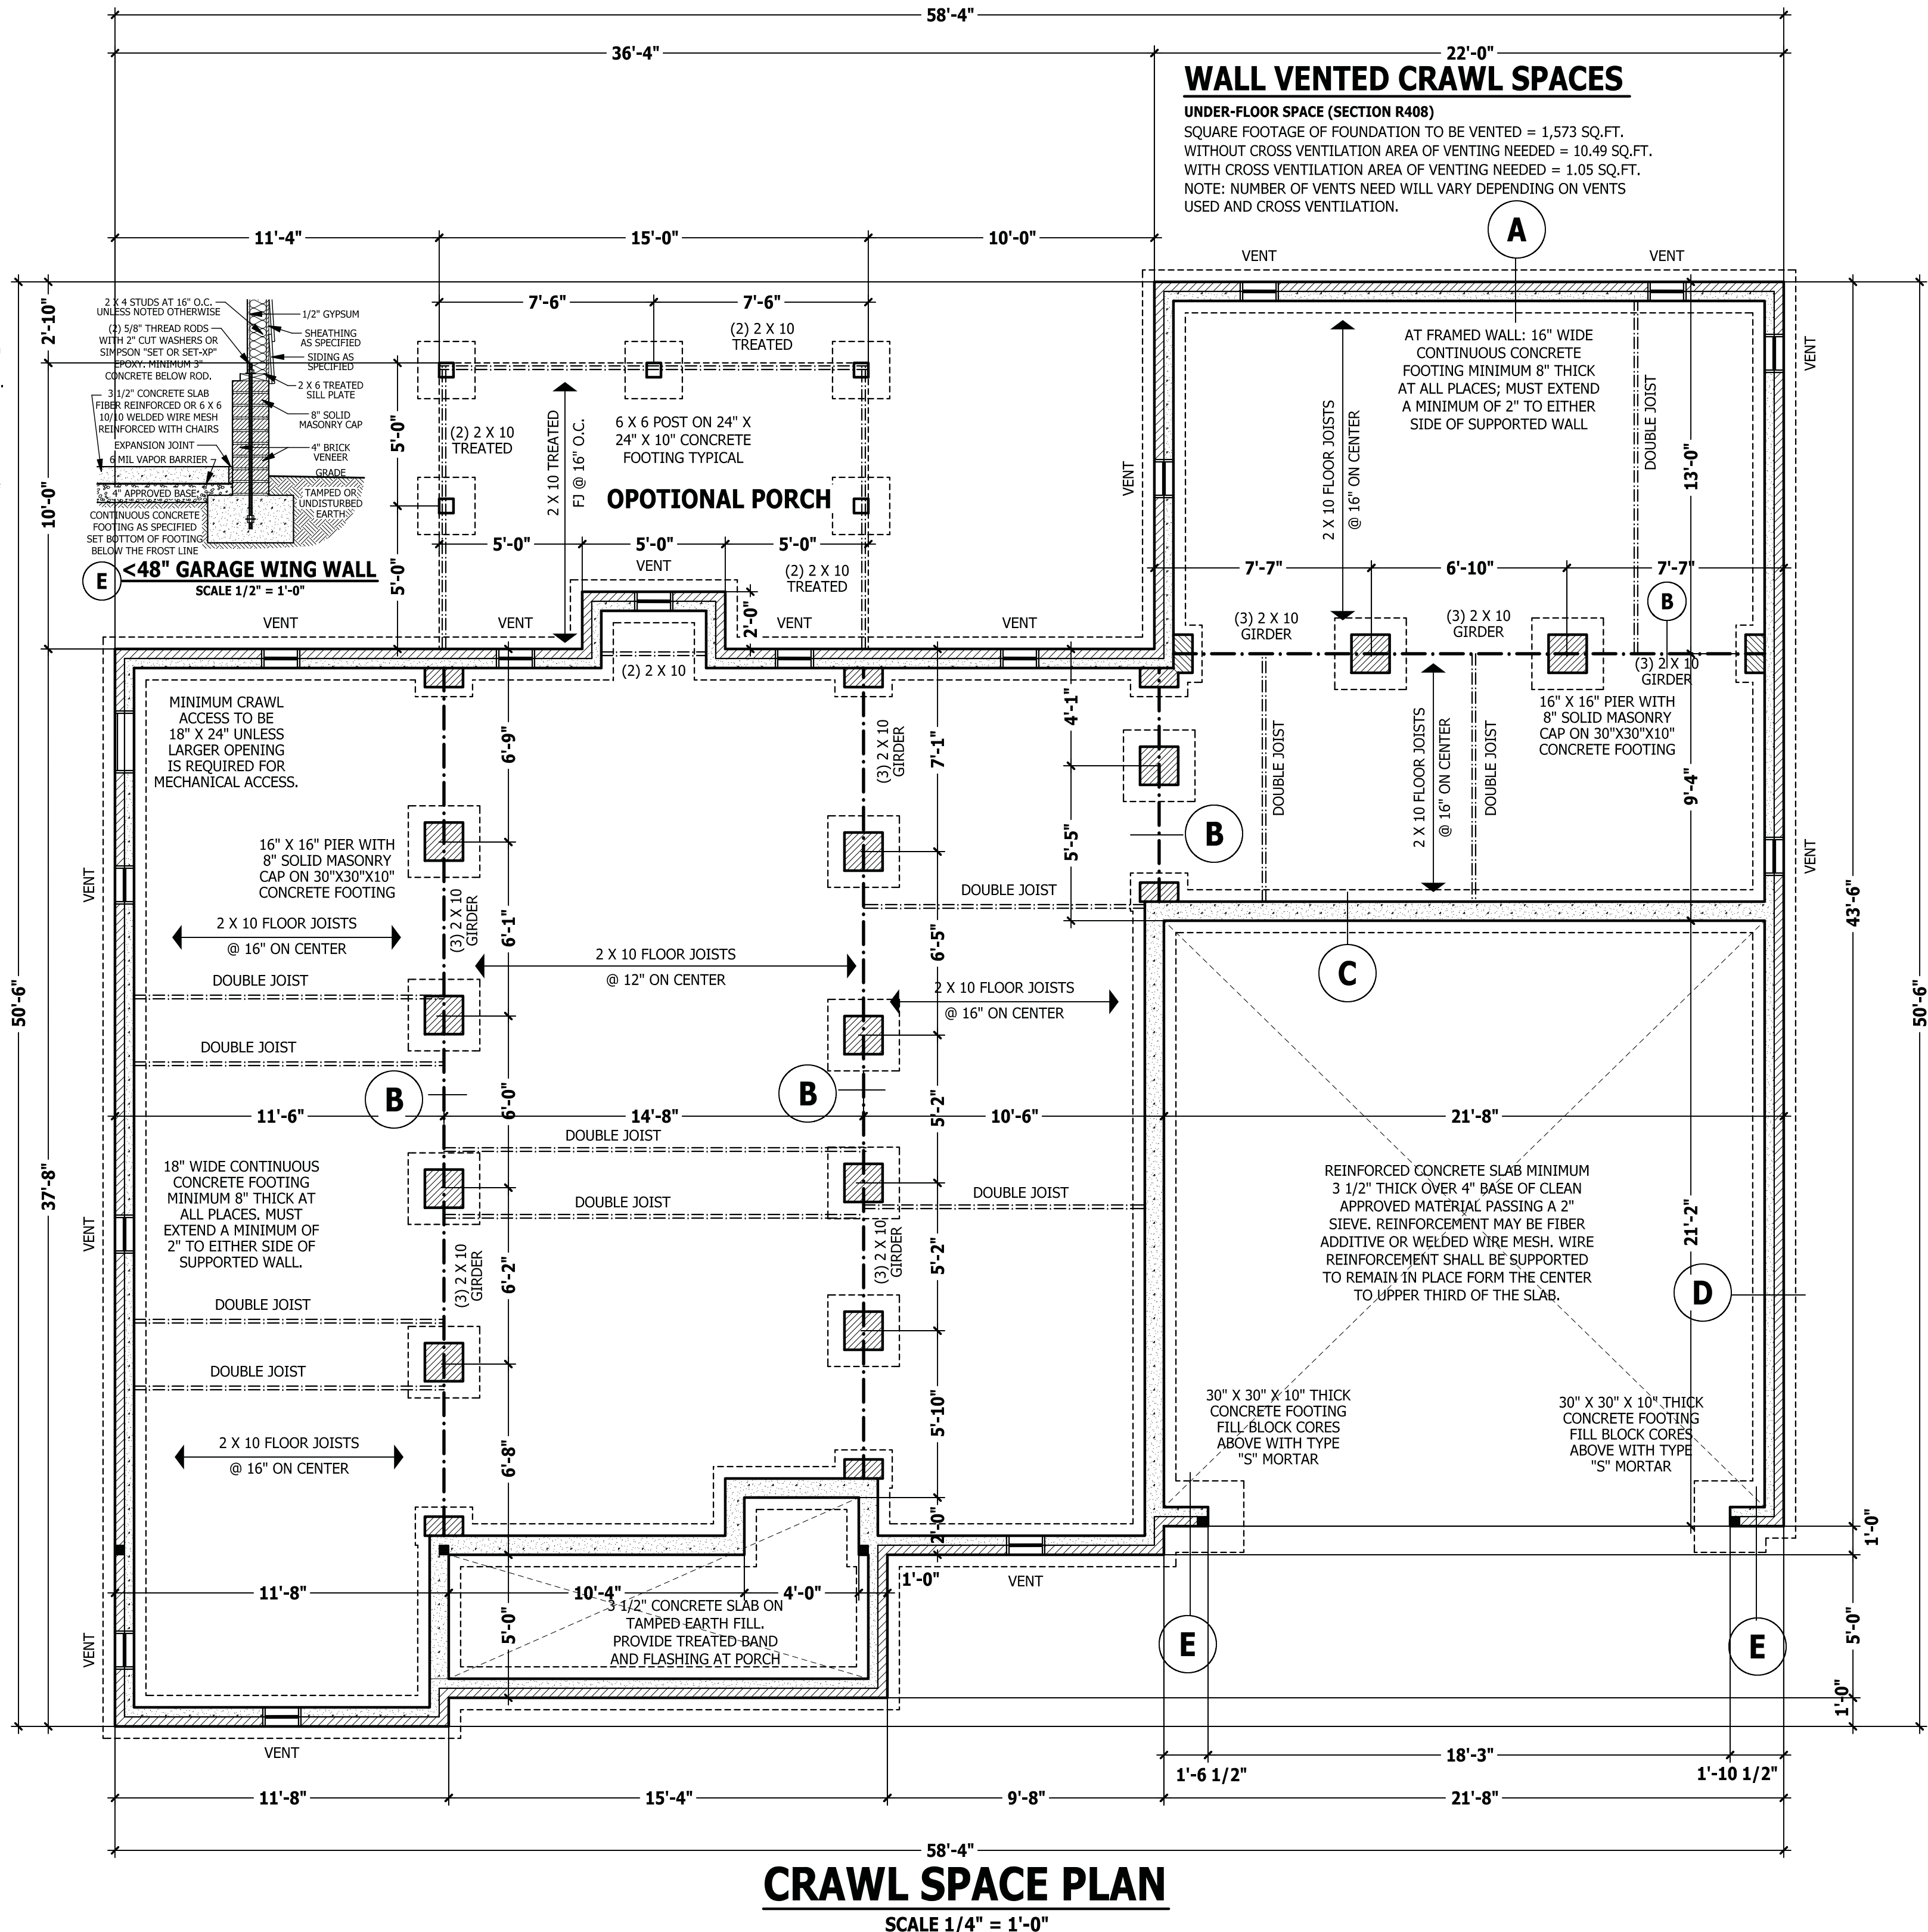 58'-4"
36'-4"
22'-0"
WALL VENTED CRAWL SPACES
UNDER-FLOOR SPACE (SECTION R408)
SQUARE FOOTAGE OF FOUNDATION TO BE VENTED = 1,573 SQ.FT.
WITHOUT CROSS VENTILATION AREA OF VENTING NEEDED = 10.49 SQ.FT.
WITH CROSS VENTILATION AREA OF VENTING NEEDED = 1.05 SQ.FT.
NOTE: NUMBER OF VENTS NEED WILL VARY DEPENDING ON VENTS
USED AND CROSS VENTILATION.
A
11'-4"
15'-0"
10'-0"
VENT
VENT
2'-10"
10'-0"
2 X 4 STUDS AT 16" O.C.
UNLESS NOTED OTHERWISE
(2) 5/8" THREAD RODS
WITH 2" CUT WASHERS OR
SIMPSON "SET OR SET-XP"
EPOXY. MINIMUM 3"
CONCRETE BELOW ROD.
3 1/2" CONCRETE SLAB
FIBER REINFORCED OR 6 X 6
10/10 WELDED WIRE MESH
REINFORCED WITH CHAIRS
EXPANSION JOINT
6 MIL VAPOR BARRIER
4" APPROVED BASE
CONTINUOUS CONCRETE
FOOTING AS SPECIFIED
SET BOTTOM OF FOOTING
BELOW THE FROST LINE
1/2" GYPSUM
SHEATHING
AS SPECIFIED
SIDING AS
SPECIFIED
2 X 6 TREATED
SILL PLATE
8" SOLID
MASONRY CAP
4" BRICK
VENEER
GRADE
TAMPED OR
UNDISTURBED
EARTH
E
<48" GARAGE WING WALL
SCALE 1/2" = 1'-0"
7'-6"
7'-6"
(2) 2 X 10
TREATED
5'-0"
5'-0"
(2) 2 X 10
TREATED
2 X 10 TREATED
FJ @ 16" O.C.
6 X 6 POST ON 24" X
24" X 10" CONCRETE
FOOTING TYPICAL
OPOTIONAL PORCH
5'-0"
5'-0"
5'-0"
VENT
(2) 2 X 10
TREATED
2'-0"
VENT
VENT
VENT
VENT
(2) 2 X 10
VENT
AT FRAMED WALL: 16" WIDE
CONTINUOUS CONCRETE
FOOTING MINIMUM 8" THICK
AT ALL PLACES; MUST EXTEND
A MINIMUM OF 2" TO EITHER
SIDE OF SUPPORTED WALL
2 X 10 FLOOR JOISTS
@ 16" ON CENTER
DOUBLE JOIST
13'-0"
VENT
7'-7"
6'-10"
7'-7"
B
(3) 2 X 10
GIRDER
(3) 2 X 10
GIRDER
(3) 2 X 10
GIRDER
16" X 16" PIER WITH
8" SOLID MASONRY
CAP ON 30"X30"X10"
CONCRETE FOOTING
MINIMUM CRAWL
ACCESS TO BE
18" X 24" UNLESS
LARGER OPENING
IS REQUIRED FOR
MECHANICAL ACCESS.
6'-9"
(3) 2 X 10
GIRDER
7'-1"
4'-1"
5'-5"
B
DOUBLE JOIST
2 X 10 FLOOR JOISTS
@ 16" ON CENTER
DOUBLE JOIST
9'-4"
VENT
16" X 16" PIER WITH
8" SOLID MASONRY
CAP ON 30"X30"X10"
CONCRETE FOOTING
VENT
(3) 2 X 10
GIRDER
6'-1"
DOUBLE JOIST
2 X 10 FLOOR JOISTS
@ 16" ON CENTER
2 X 10 FLOOR JOISTS
@ 12" ON CENTER
6'-5"
2 X 10 FLOOR JOISTS
@ 16" ON CENTER
DOUBLE JOIST
DOUBLE JOIST
C
50'-6"
43'-6"
50'-6"
B
6'-0"
B
5'-2"
11'-6"
14'-8"
10'-6"
21'-8"
DOUBLE JOIST
37'-8"
18" WIDE CONTINUOUS
CONCRETE FOOTING
MINIMUM 8" THICK AT
ALL PLACES. MUST
EXTEND A MINIMUM OF
2" TO EITHER SIDE OF
SUPPORTED WALL.
VENT
DOUBLE JOIST
DOUBLE JOIST
REINFORCED CONCRETE SLAB MINIMUM
3 1/2" THICK OVER 4" BASE OF CLEAN
APPROVED MATERIAL PASSING A 2"
SIEVE. REINFORCEMENT MAY BE FIBER
ADDITIVE OR WELDED WIRE MESH. WIRE
REINFORCEMENT SHALL BE SUPPORTED
TO REMAIN IN PLACE FORM THE CENTER
TO UPPER THIRD OF THE SLAB.
21'-2"
D
(3) 2 X 10
GIRDER
6'-2"
(3) 2 X 10
GIRDER
5'-2"
DOUBLE JOIST
DOUBLE JOIST
5'-10"
30" X 30" X 10" THICK
CONCRETE FOOTING
FILL BLOCK CORES
ABOVE WITH TYPE
"S" MORTAR
30" X 30" X 10" THICK
CONCRETE FOOTING
FILL BLOCK CORES
ABOVE WITH TYPE
"S" MORTAR
2 X 10 FLOOR JOISTS
@ 16" ON CENTER
6'-8"
2'-0"
1'-0"
11'-8"
10'-4"
4'-0"
1'-0"
VENT
3 1/2" CONCRETE SLAB ON
TAMPED EARTH FILL.
PROVIDE TREATED BAND
AND FLASHING AT PORCH
5'-0"
VENT
E
E
5'-0"
1'-0"
VENT
18'-3"
1'-6 1/2"
1'-10 1/2"
11'-8"
15'-4"
9'-8"
21'-8"
58'-4"
CRAWL SPACE PLAN
SCALE 1/4" = 1'-0"